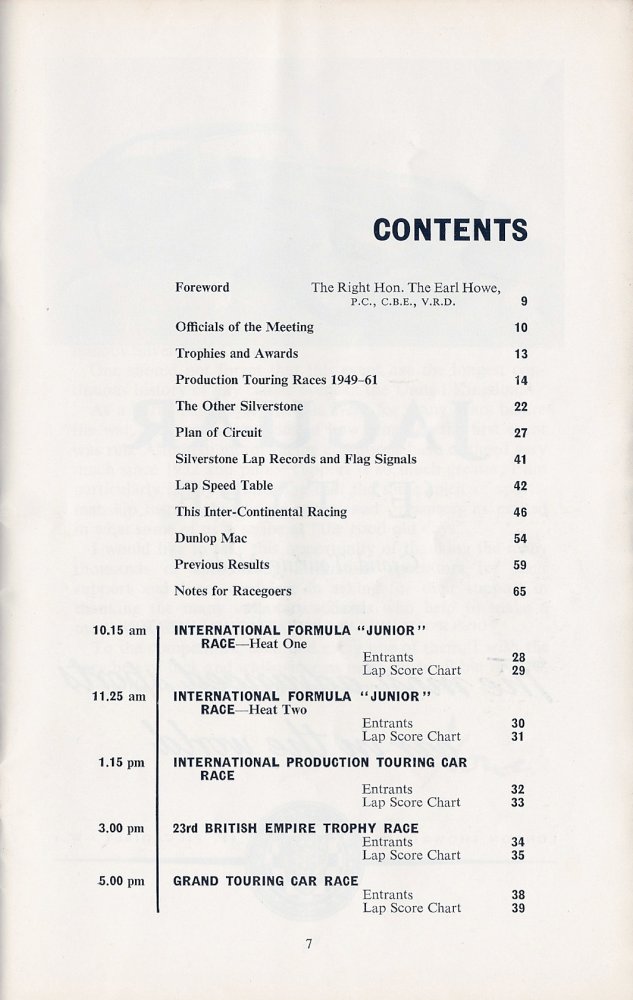 CONTENTS
Foreword The Right Hon. The Earl Howe,
P.C., C.B.E., V.R.D. 9
Officials of the Meeting 10
Trophies and Awards 13
Production Touring Races 1949–61 14
The Other Silverstone 22
Plan of Circuit 27
Silverstone Lap Records and Flag Signals 41
Lap Speed Table 42
This Inter-Continental Racing 46
Dunlop Mac 54
Previous Results 59
Notes for Racegoers 65
10.15 am INTERNATIONAL FORMULA "JUNIOR"
RACE—Heat One
Entrants 28
Lap Score Chart 29
11.25 am INTERNATIONAL FORMULA "JUNIOR"
RACE—Heat Two
Entrants 30
Lap Score Chart 31
1.15 pm INTERNATIONAL PRODUCTION TOURING CAR
RACE
Entrants 32
Lap Score Chart 33
3.00 pm 23rd BRITISH EMPIRE TROPHY RACE
Entrants 34
Lap Score Chart 35
5.00 pm GRAND TOURING CAR RACE
Entrants 38
Lap Score Chart 39
7